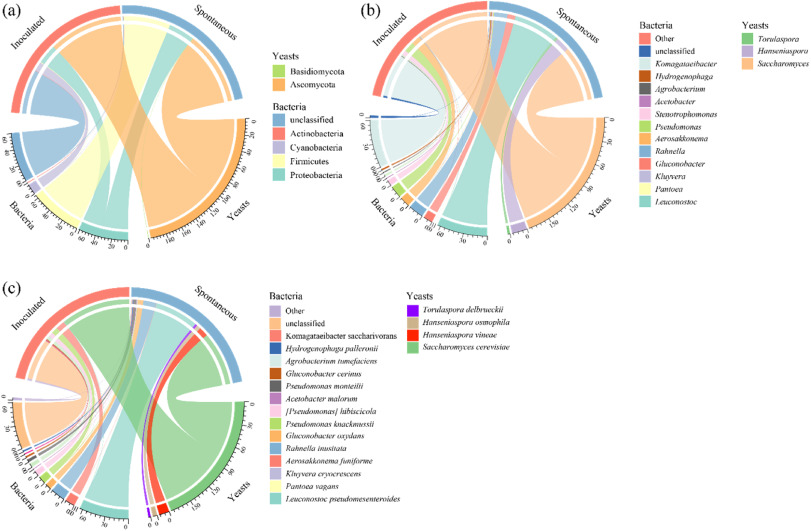 (a)
Inoculated
Spontaneous
Bacteria
Yeasts
Yeasts
Basidiomycota
Ascomycota
Bacteria
unclassified
Actinobacteria
Cyanobacteria
Firmicutes
Proteobacteria
(b)
Inoculated
Spontaneous
Bacteria
Yeasts
Bacteria
Other
unclassified
Komagataeibacter
Hydrogenophaga
Agrobacterium
Acetobacter
Stenotrophomonas
Pseudomonas
Aerosakkonema
Rahnella
Gluconobacter
Kluyvera
Pantoea
Leuconostoc
Yeasts
Torulaspora
Hanseniaspora
Saccharomyces
(c)
Inoculated
Spontaneous
Bacteria
Yeasts
Bacteria
Other
unclassified
Komagataeibacter saccharivorans
Hydrogenophaga palleronii
Agrobacterium tumefaciens
Gluconobacter cerinus
Pseudomonas monteilii
Acetobacter malorum
[Pseudomonas] hibiscicola
Pseudomonas knackmussii
Gluconobacter oxydans
Rahnella inusitata
Aerosakkonema funiforme
Kluyvera cryocrescens
Pantoea vagans
Leuconostoc pseudomesenteroides
Yeasts
Torulaspora delbrueckii
Hanseniaspora osmophila
Hanseniaspora vineae
Saccharomyces cerevisiae